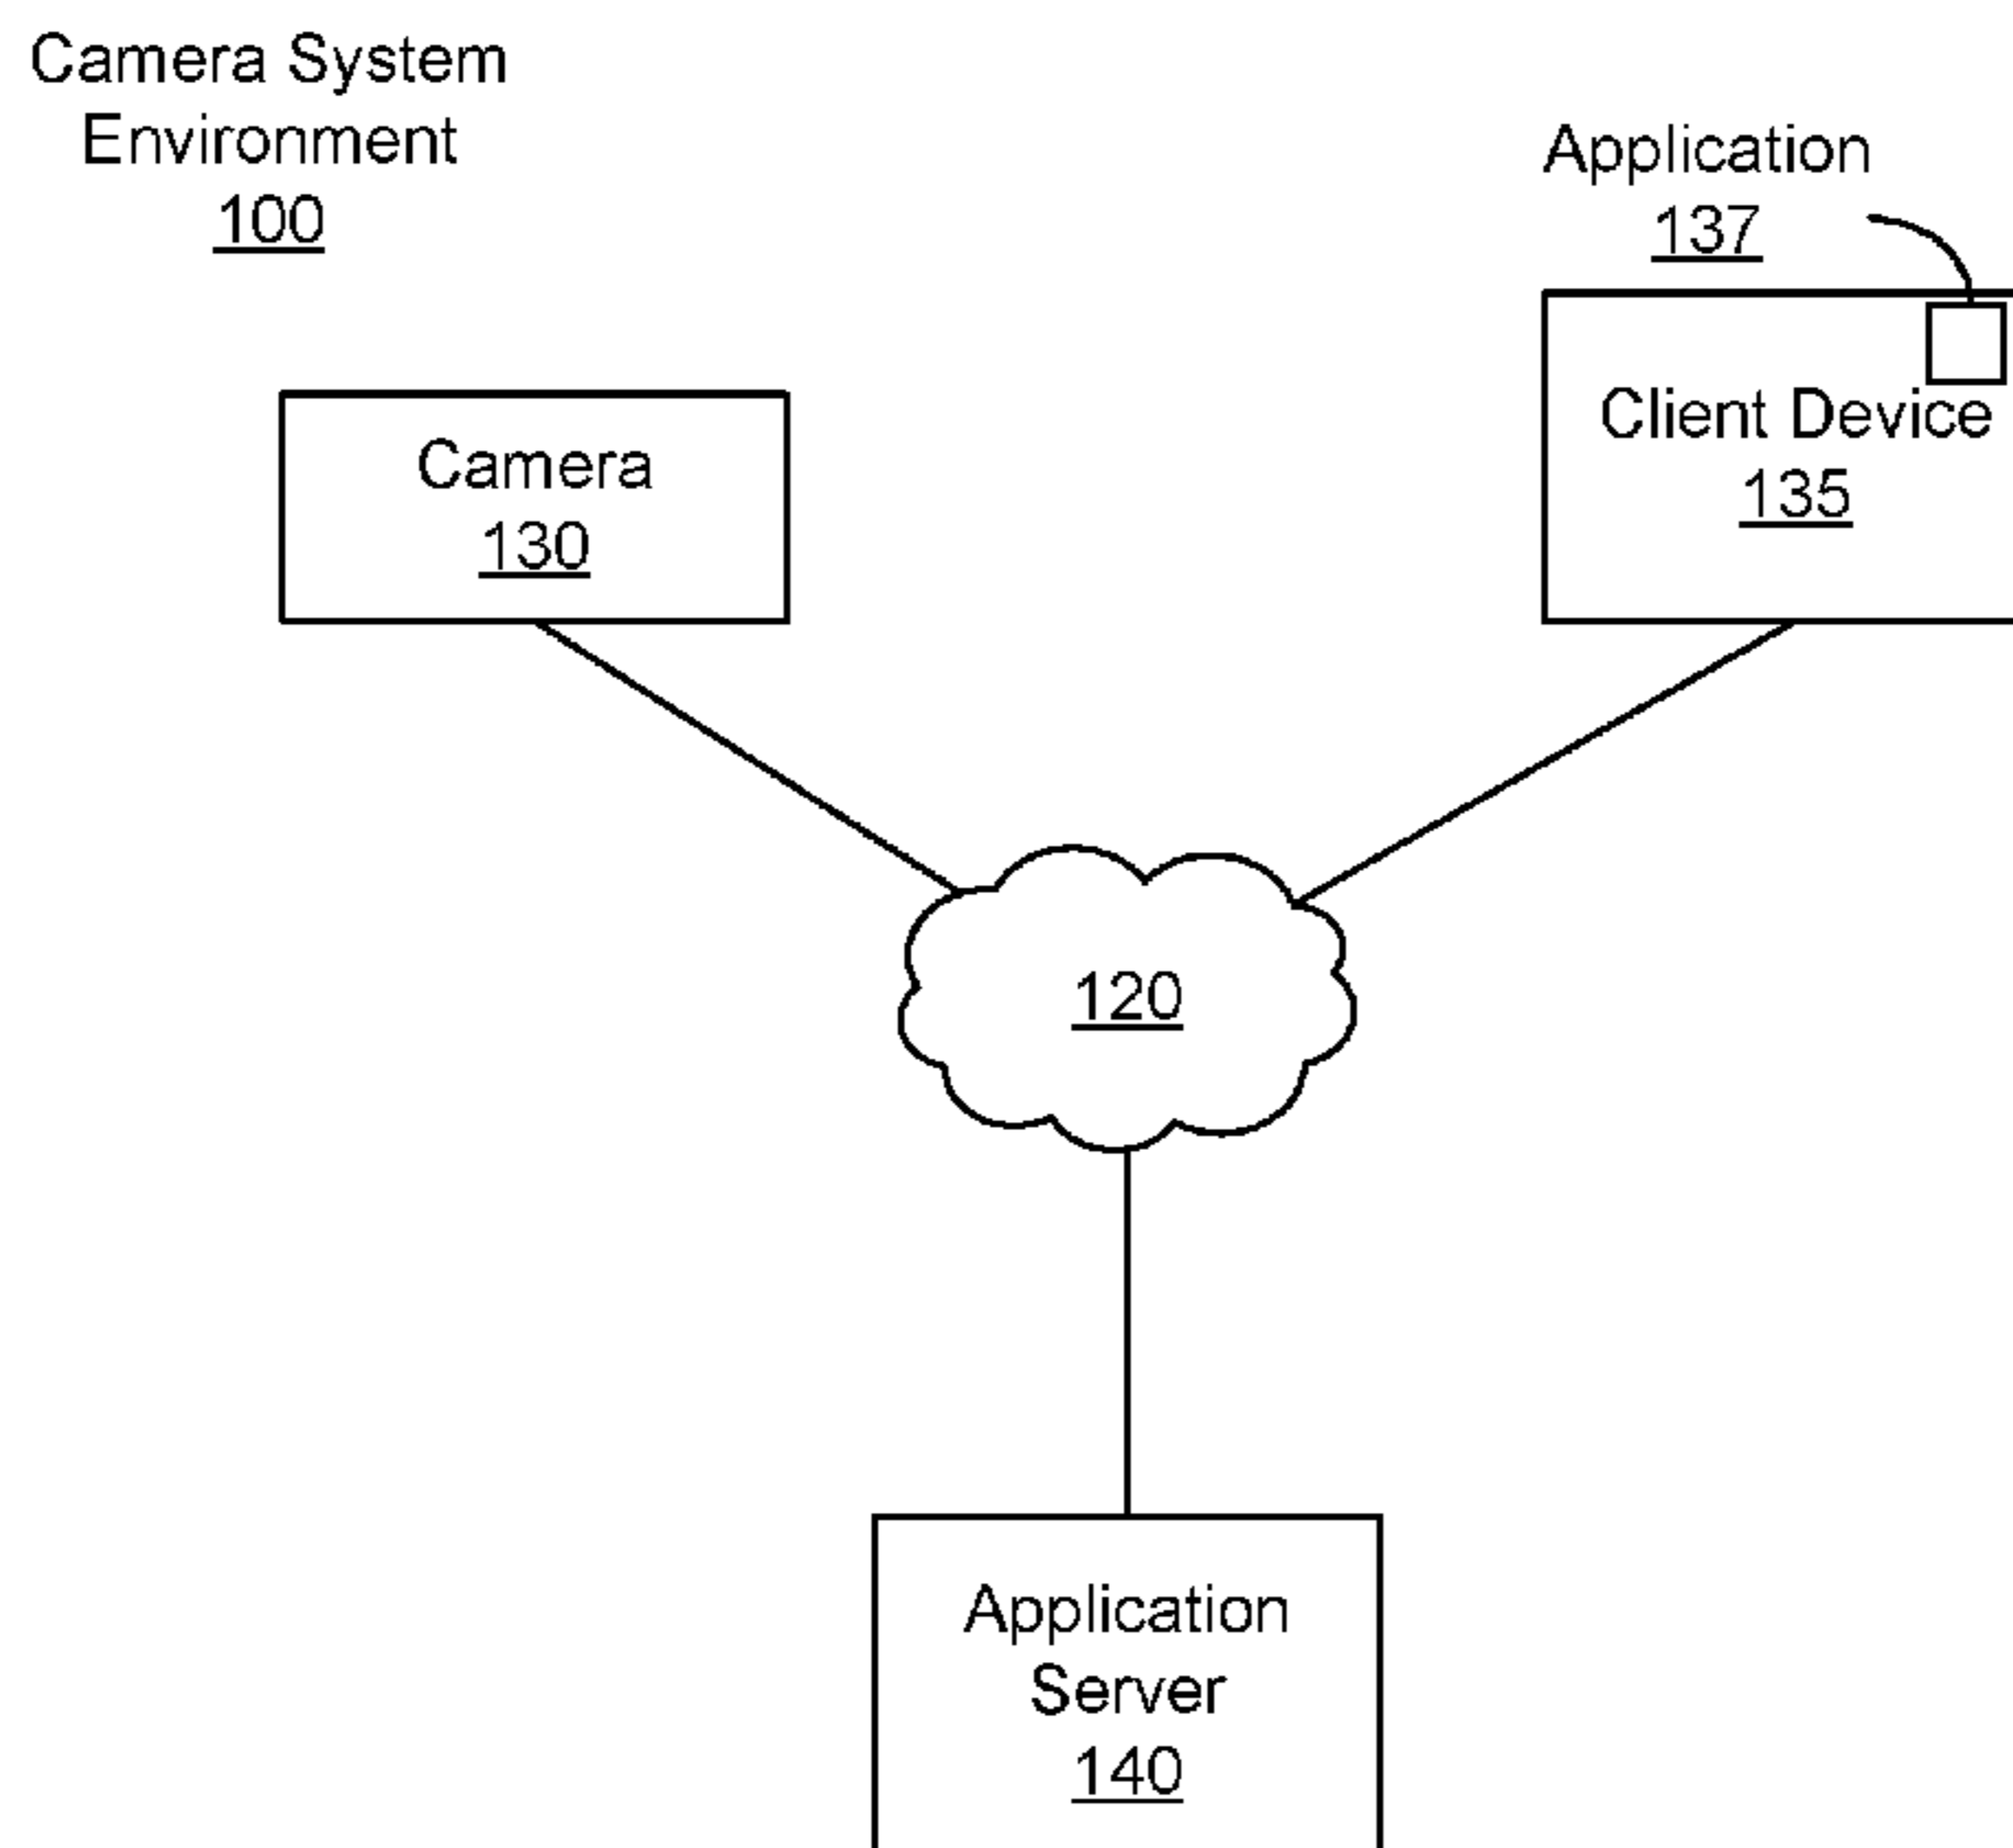 Camera System
Environment
100
Application
137
Camera
130
Client Device
135
120
Application
Server
140